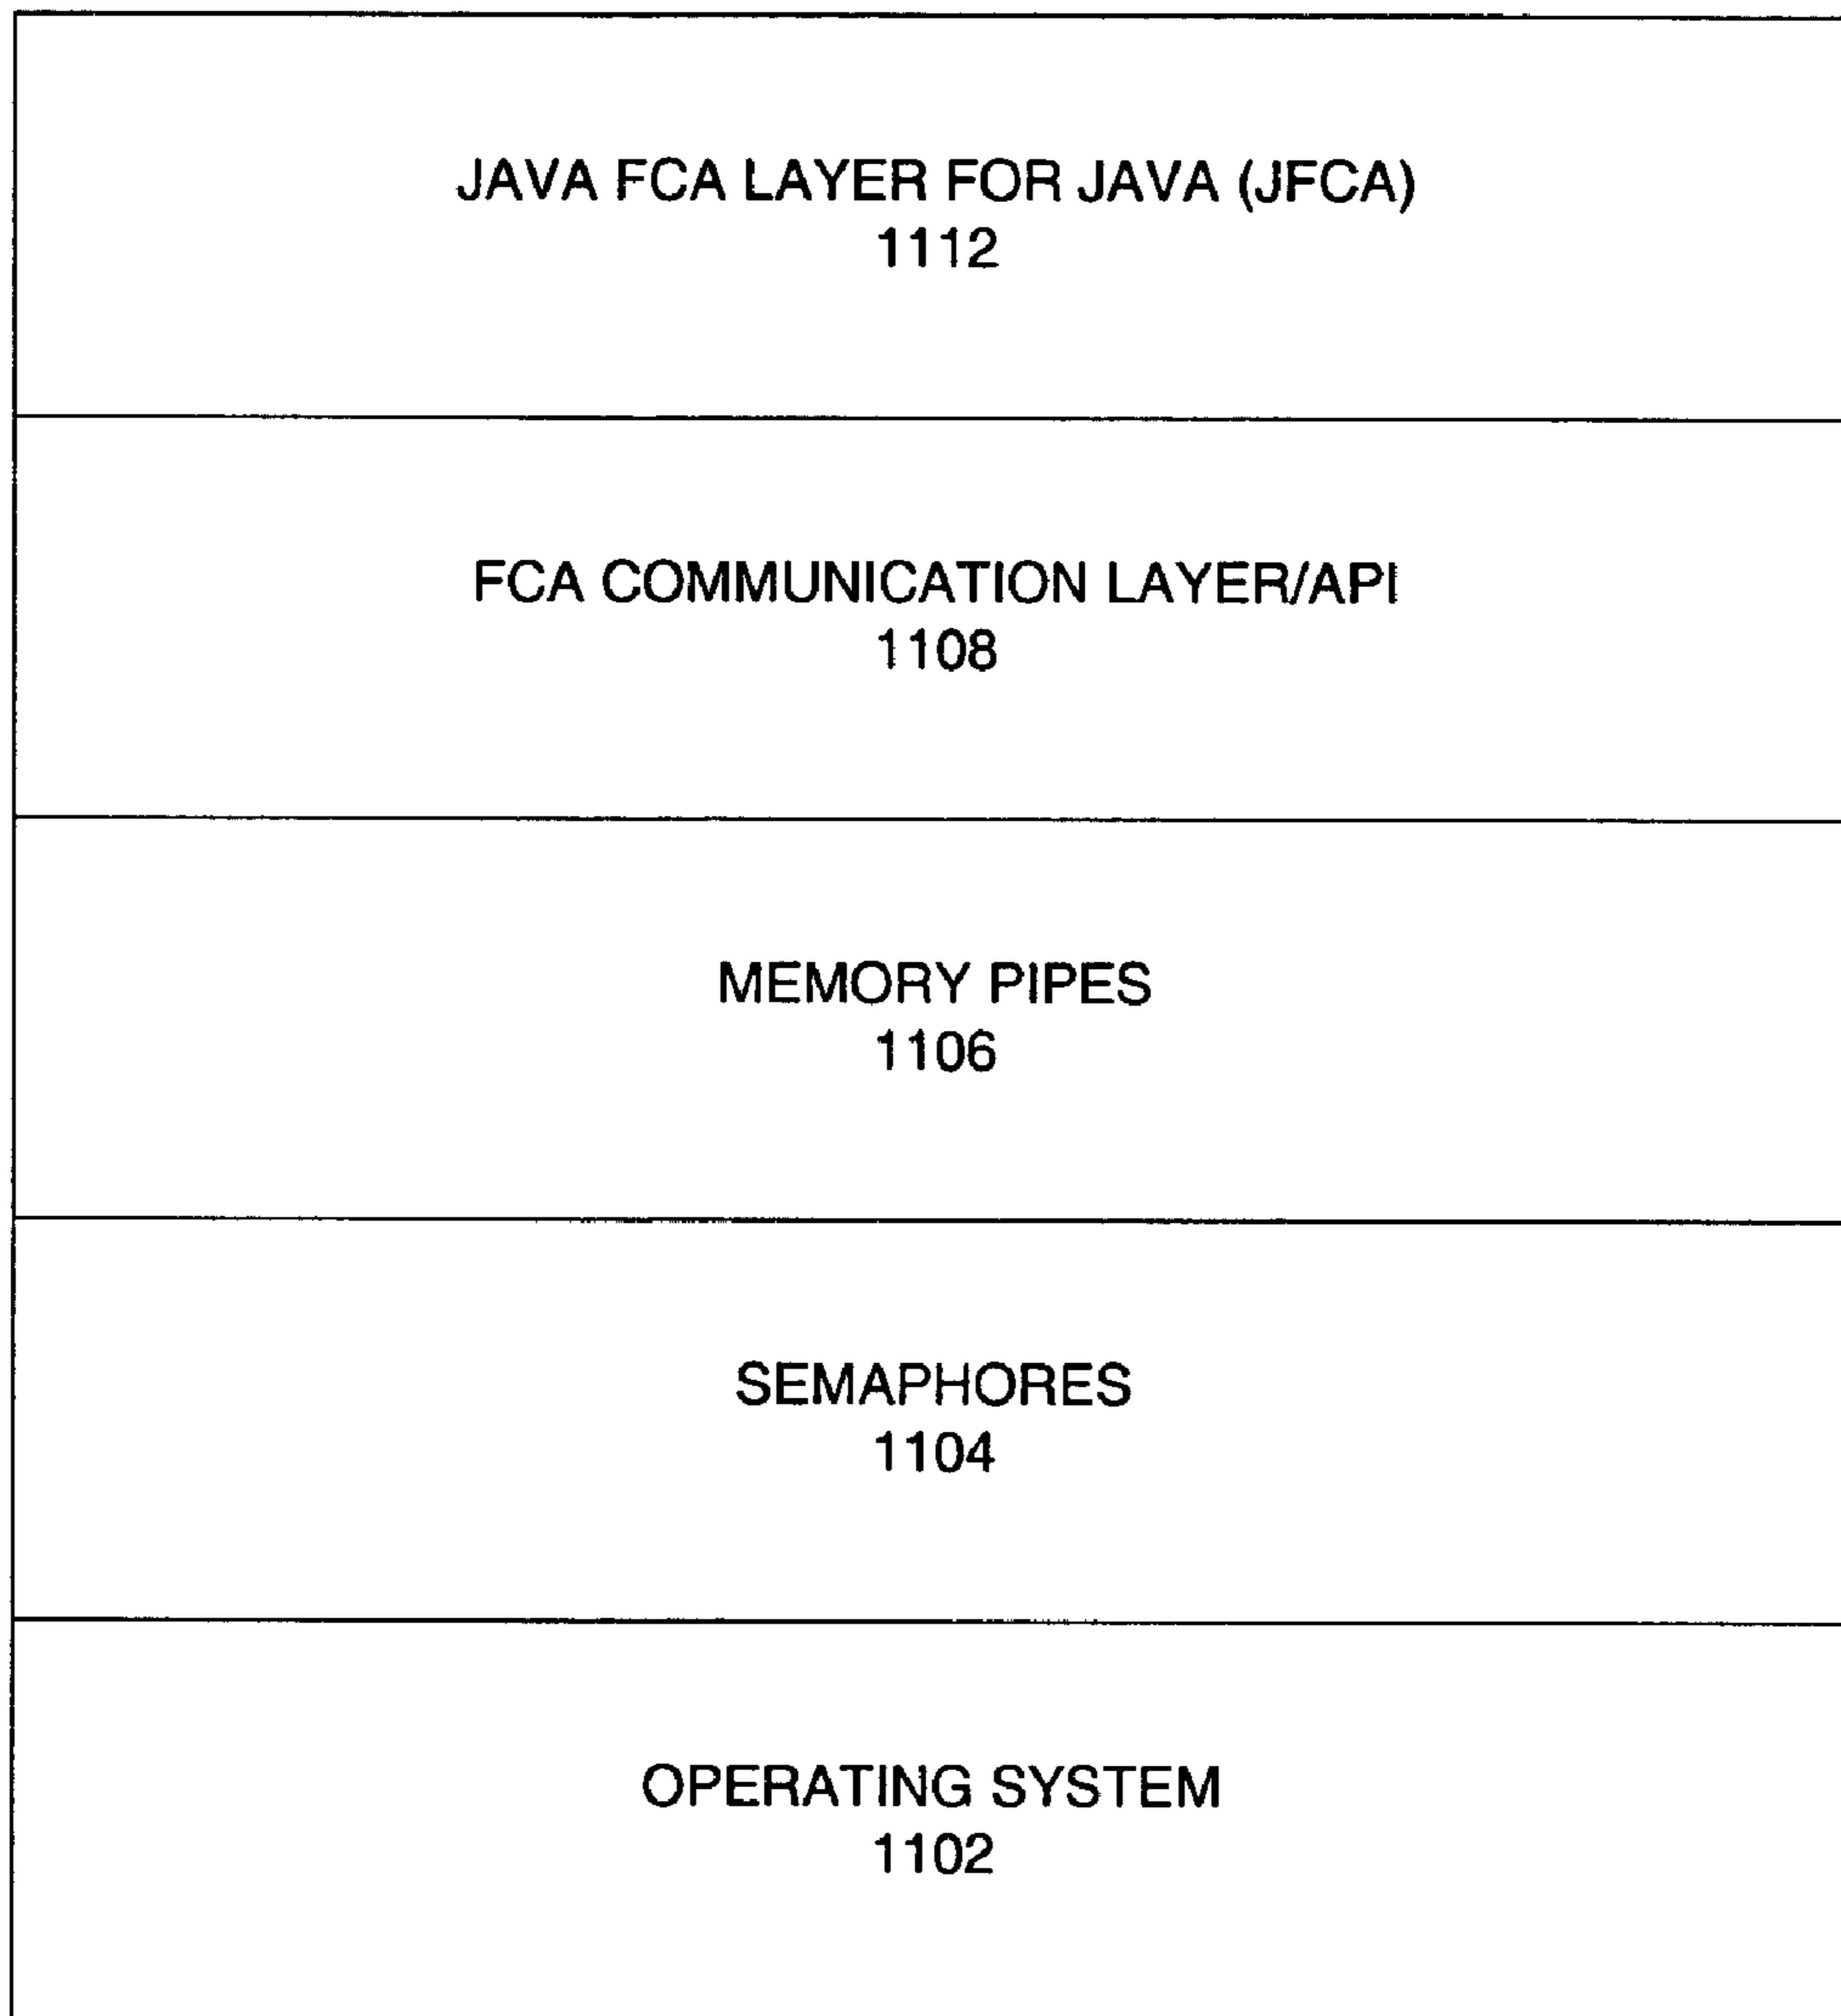 JAVA FCA LAYER FOR JAVA (JFCA)
1112
FCA COMMUNICATION LAYER/API
1108
MEMORY PIPES
1106
SEMAPHORES
1104
OPERATING SYSTEM
1102